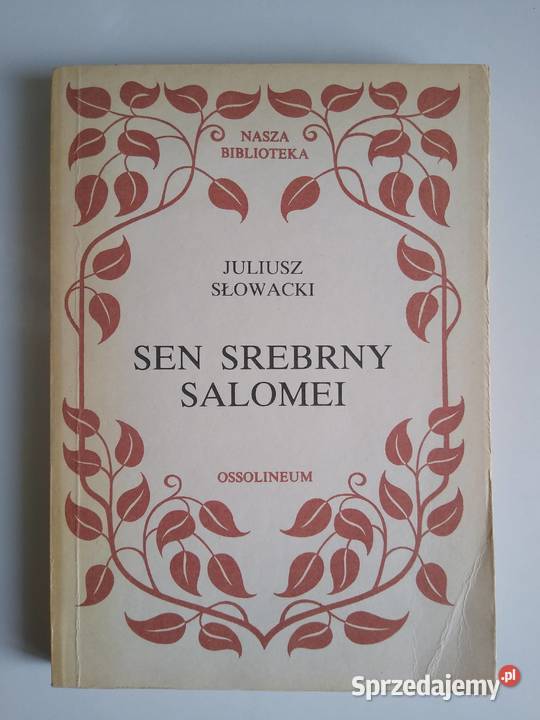 NASZA
BIBLIOTEKA
JULIUSZ
SŁOWACKI
SEN SREBRNY
SALOMEI
OSSOLINEUM
Sprzedajemy.pl